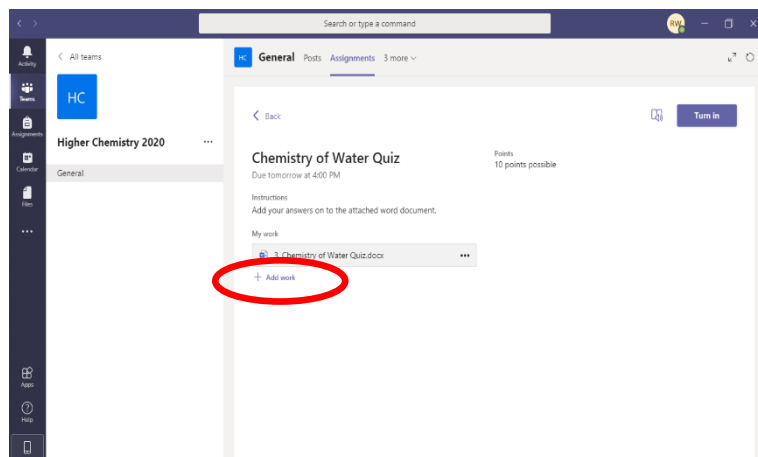 Search or type a command
RW
Activity
Teams
Assignments
Calendar
Files
Apps
Help
All teams
HC
Higher Chemistry 2020
General
HC General Posts Assignments 3 more
Back
Turn in
Chemistry of Water Quiz
Due tomorrow at 4:00 PM
Points
10 points possible
Instructions
Add your answers on to the attached word document.
My work
3. Chemistry of Water Quiz.docx
+ Add work